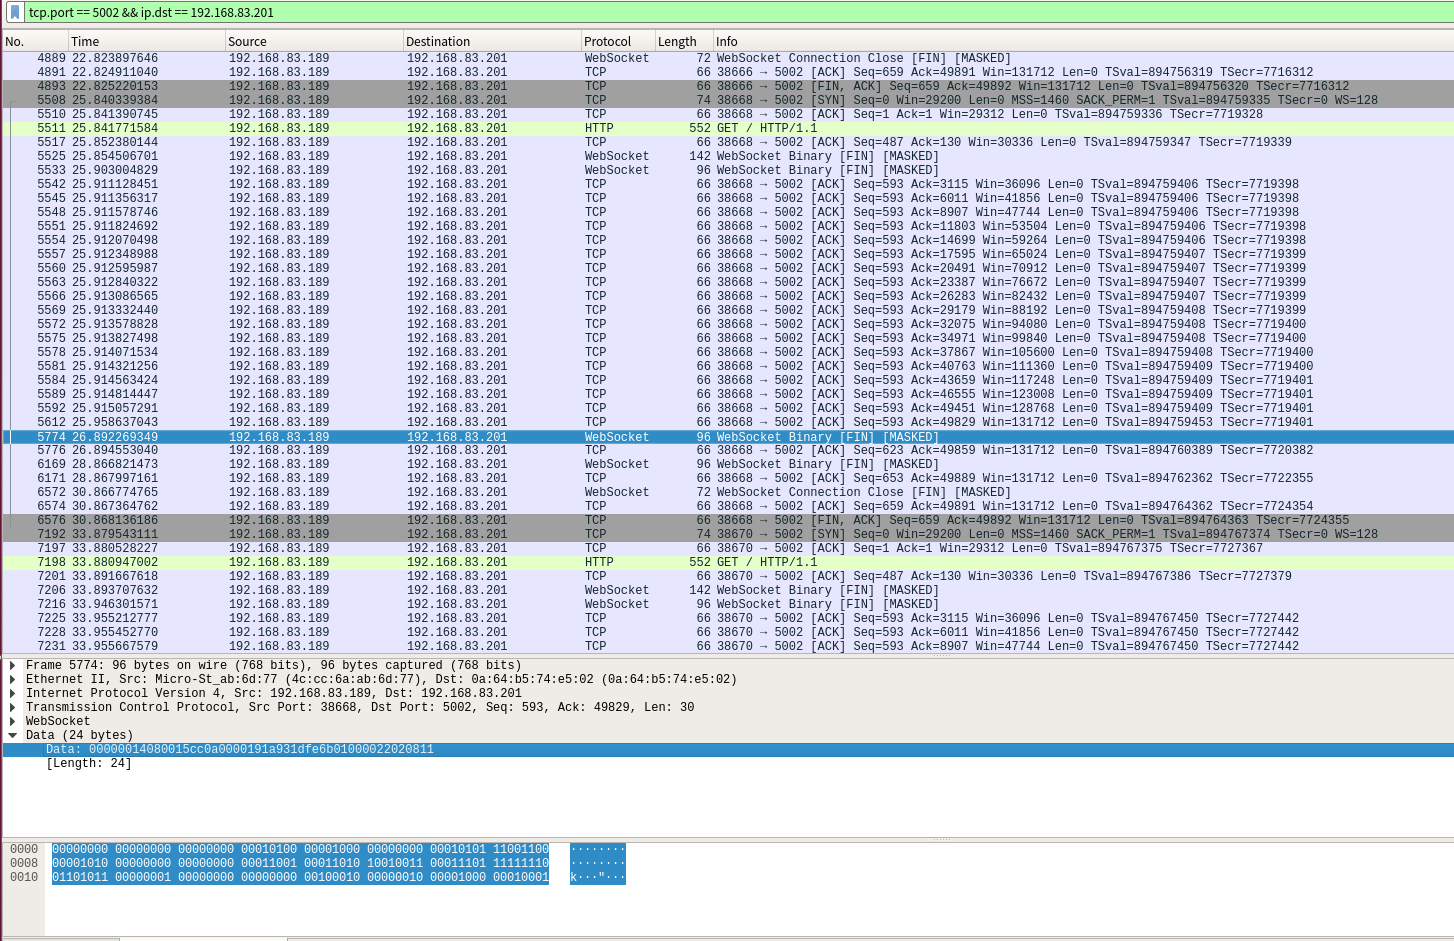 tcp.port == 5002 && ip.dst == 192.168.83.201
No. Time Source Destination Protocol Length Info
4889 22.823897646 192.168.83.189 192.168.83.201 WebSocket 72 WebSocket Connection Close [FIN] [MASKED]
4891 22.824911040 192.168.83.189 192.168.83.201 TCP 66 38666 → 5002 [ACK] Seq=659 Ack=49891 Win=131712 Len=0 TSval=894756319 TSecr=7716312
4893 22.825220153 192.168.83.189 192.168.83.201 TCP 66 38666 → 5002 [FIN, ACK] Seq=659 Ack=49892 Win=131712 Len=0 TSval=894756320 TSecr=7716312
5508 25.840339384 192.168.83.189 192.168.83.201 TCP 74 38668 → 5002 [SYN] Seq=0 Win=29200 Len=0 MSS=1460 SACK_PERM=1 TSval=894759335 TSecr=0 WS=128
5510 25.841390745 192.168.83.189 192.168.83.201 TCP 66 38668 → 5002 [ACK] Seq=1 Ack=1 Win=29312 Len=0 TSval=894759336 TSecr=7719328
5511 25.841771584 192.168.83.189 192.168.83.201 HTTP 552 GET / HTTP/1.1
5517 25.852380144 192.168.83.189 192.168.83.201 TCP 66 38668 → 5002 [ACK] Seq=487 Ack=130 Win=30336 Len=0 TSval=894759347 TSecr=7719339
5525 25.854506701 192.168.83.189 192.168.83.201 WebSocket 142 WebSocket Binary [FIN] [MASKED]
5533 25.903004829 192.168.83.189 192.168.83.201 WebSocket 96 WebSocket Binary [FIN] [MASKED]
5542 25.911128451 192.168.83.189 192.168.83.201 TCP 66 38668 → 5002 [ACK] Seq=593 Ack=3115 Win=36096 Len=0 TSval=894759406 TSecr=7719398
5545 25.911356317 192.168.83.189 192.168.83.201 TCP 66 38668 → 5002 [ACK] Seq=593 Ack=6011 Win=41856 Len=0 TSval=894759406 TSecr=7719398
5548 25.911578746 192.168.83.189 192.168.83.201 TCP 66 38668 → 5002 [ACK] Seq=593 Ack=8907 Win=47744 Len=0 TSval=894759406 TSecr=7719398
5551 25.911824692 192.168.83.189 192.168.83.201 TCP 66 38668 → 5002 [ACK] Seq=593 Ack=11803 Win=53504 Len=0 TSval=894759406 TSecr=7719398
5554 25.912070498 192.168.83.189 192.168.83.201 TCP 66 38668 → 5002 [ACK] Seq=593 Ack=14699 Win=59264 Len=0 TSval=894759406 TSecr=7719398
5557 25.912348988 192.168.83.189 192.168.83.201 TCP 66 38668 → 5002 [ACK] Seq=593 Ack=17595 Win=65024 Len=0 TSval=894759407 TSecr=7719399
5560 25.912595987 192.168.83.189 192.168.83.201 TCP 66 38668 → 5002 [ACK] Seq=593 Ack=20491 Win=70912 Len=0 TSval=894759407 TSecr=7719399
5563 25.912840322 192.168.83.189 192.168.83.201 TCP 66 38668 → 5002 [ACK] Seq=593 Ack=23387 Win=76672 Len=0 TSval=894759407 TSecr=7719399
5566 25.913086565 192.168.83.189 192.168.83.201 TCP 66 38668 → 5002 [ACK] Seq=593 Ack=26283 Win=82432 Len=0 TSval=894759407 TSecr=7719399
5569 25.913332440 192.168.83.189 192.168.83.201 TCP 66 38668 → 5002 [ACK] Seq=593 Ack=29179 Win=88192 Len=0 TSval=894759408 TSecr=7719399
5572 25.913578828 192.168.83.189 192.168.83.201 TCP 66 38668 → 5002 [ACK] Seq=593 Ack=32075 Win=94080 Len=0 TSval=894759408 TSecr=7719400
5575 25.913827498 192.168.83.189 192.168.83.201 TCP 66 38668 → 5002 [ACK] Seq=593 Ack=34971 Win=99840 Len=0 TSval=894759408 TSecr=7719400
5578 25.914071534 192.168.83.189 192.168.83.201 TCP 66 38668 → 5002 [ACK] Seq=593 Ack=37867 Win=105600 Len=0 TSval=894759408 TSecr=7719400
5581 25.914321256 192.168.83.189 192.168.83.201 TCP 66 38668 → 5002 [ACK] Seq=593 Ack=40763 Win=111360 Len=0 TSval=894759409 TSecr=7719400
5584 25.914563424 192.168.83.189 192.168.83.201 TCP 66 38668 → 5002 [ACK] Seq=593 Ack=43659 Win=117248 Len=0 TSval=894759409 TSecr=7719401
5589 25.914814447 192.168.83.189 192.168.83.201 TCP 66 38668 → 5002 [ACK] Seq=593 Ack=46555 Win=123008 Len=0 TSval=894759409 TSecr=7719401
5592 25.915057291 192.168.83.189 192.168.83.201 TCP 66 38668 → 5002 [ACK] Seq=593 Ack=49451 Win=128768 Len=0 TSval=894759409 TSecr=7719401
5612 25.958637043 192.168.83.189 192.168.83.201 TCP 66 38668 → 5002 [ACK] Seq=593 Ack=49829 Win=131712 Len=0 TSval=894759453 TSecr=7719401
5774 26.892269349 192.168.83.189 192.168.83.201 WebSocket 96 WebSocket Binary [FIN] [MASKED]
5776 26.894553040 192.168.83.189 192.168.83.201 TCP 66 38668 → 5002 [ACK] Seq=623 Ack=49859 Win=131712 Len=0 TSval=894760389 TSecr=7720382
6169 28.866821473 192.168.83.189 192.168.83.201 WebSocket 96 WebSocket Binary [FIN] [MASKED]
6171 28.867997161 192.168.83.189 192.168.83.201 TCP 66 38668 → 5002 [ACK] Seq=653 Ack=49889 Win=131712 Len=0 TSval=894762362 TSecr=7722355
6572 30.866774765 192.168.83.189 192.168.83.201 WebSocket 72 WebSocket Connection Close [FIN] [MASKED]
6574 30.867364762 192.168.83.189 192.168.83.201 TCP 66 38668 → 5002 [ACK] Seq=659 Ack=49891 Win=131712 Len=0 TSval=894764362 TSecr=7724354
6576 30.868136186 192.168.83.189 192.168.83.201 TCP 66 38668 → 5002 [FIN, ACK] Seq=659 Ack=49892 Win=131712 Len=0 TSval=894764363 TSecr=7724355
7192 33.879543111 192.168.83.189 192.168.83.201 TCP 74 38670 → 5002 [SYN] Seq=0 Win=29200 Len=0 MSS=1460 SACK_PERM=1 TSval=894767374 TSecr=0 WS=128
7197 33.880528227 192.168.83.189 192.168.83.201 TCP 66 38670 → 5002 [ACK] Seq=1 Ack=1 Win=29312 Len=0 TSval=894767375 TSecr=7727367
7198 33.880947002 192.168.83.189 192.168.83.201 HTTP 552 GET / HTTP/1.1
7201 33.891667618 192.168.83.189 192.168.83.201 TCP 66 38670 → 5002 [ACK] Seq=487 Ack=130 Win=30336 Len=0 TSval=894767386 TSecr=7727379
7206 33.893707632 192.168.83.189 192.168.83.201 WebSocket 142 WebSocket Binary [FIN] [MASKED]
7216 33.946301571 192.168.83.189 192.168.83.201 WebSocket 96 WebSocket Binary [FIN] [MASKED]
7225 33.955212777 192.168.83.189 192.168.83.201 TCP 66 38670 → 5002 [ACK] Seq=593 Ack=3115 Win=36096 Len=0 TSval=894767450 TSecr=7727442
7228 33.955452770 192.168.83.189 192.168.83.201 TCP 66 38670 → 5002 [ACK] Seq=593 Ack=6011 Win=41856 Len=0 TSval=894767450 TSecr=7727442
7231 33.955667579 192.168.83.189 192.168.83.201 TCP 66 38670 → 5002 [ACK] Seq=593 Ack=8907 Win=47744 Len=0 TSval=894767450 TSecr=7727442
Frame 5774: 96 bytes on wire (768 bits), 96 bytes captured (768 bits)
Ethernet II, Src: Micro-St_ab:6d:77 (4c:cc:6a:ab:6d:77), Dst: 0a:64:b5:74:e5:02 (0a:64:b5:74:e5:02)
Internet Protocol Version 4, Src: 192.168.83.189, Dst: 192.168.83.201
Transmission Control Protocol, Src Port: 38668, Dst Port: 5002, Seq: 593, Ack: 49829, Len: 30
WebSocket
Data (24 bytes)
Data: 00000014080015cc0a0000191a931dfe6b01000022020811
[Length: 24]
0000 00000000 00000000 00000000 00010100 00001000 00000000 00010101 11001100 ········
0008 00001010 00000000 00000000 00011001 00011010 10010011 00011101 11111110 ········
0010 01101011 00000001 00000000 00000000 00100010 00000010 00001000 00010001 k···"···